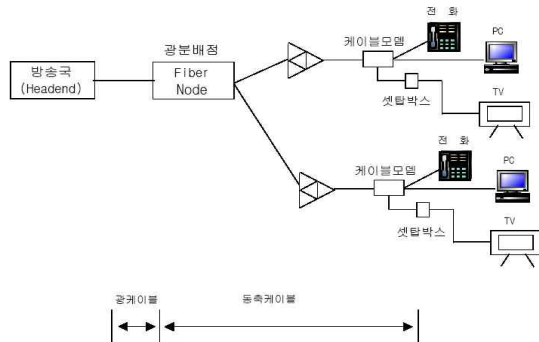 전 화
케이블모뎀
PC
광분배점
방송국
(Headend)
Fiber
Node
셋탑박스
TV
전 화
케이블모뎀
PC
셋탑박스
TV
광케이블
동축케이블